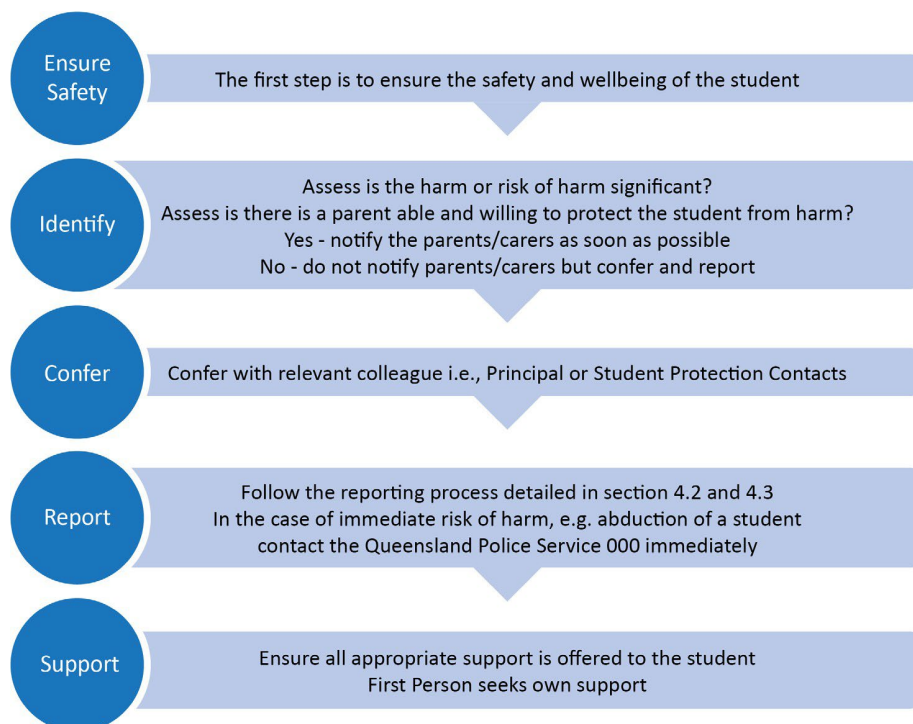 Ensure
Safety
The first step is to ensure the safety and wellbeing of the student
Identify
Assess is the harm or risk of harm significant?
Assess is there is a parent able and willing to protect the student from harm?
Yes - notify the parents/carers as soon as possible
No - do not notify parents/carers but confer and report
Confer
Confer with relevant colleague i.e., Principal or Student Protection Contacts
Report
Follow the reporting process detailed in section 4.2 and 4.3
In the case of immediate risk of harm, e.g. abduction of a student
contact the Queensland Police Service 000 immediately
Support
Ensure all appropriate support is offered to the student
First Person seeks own support